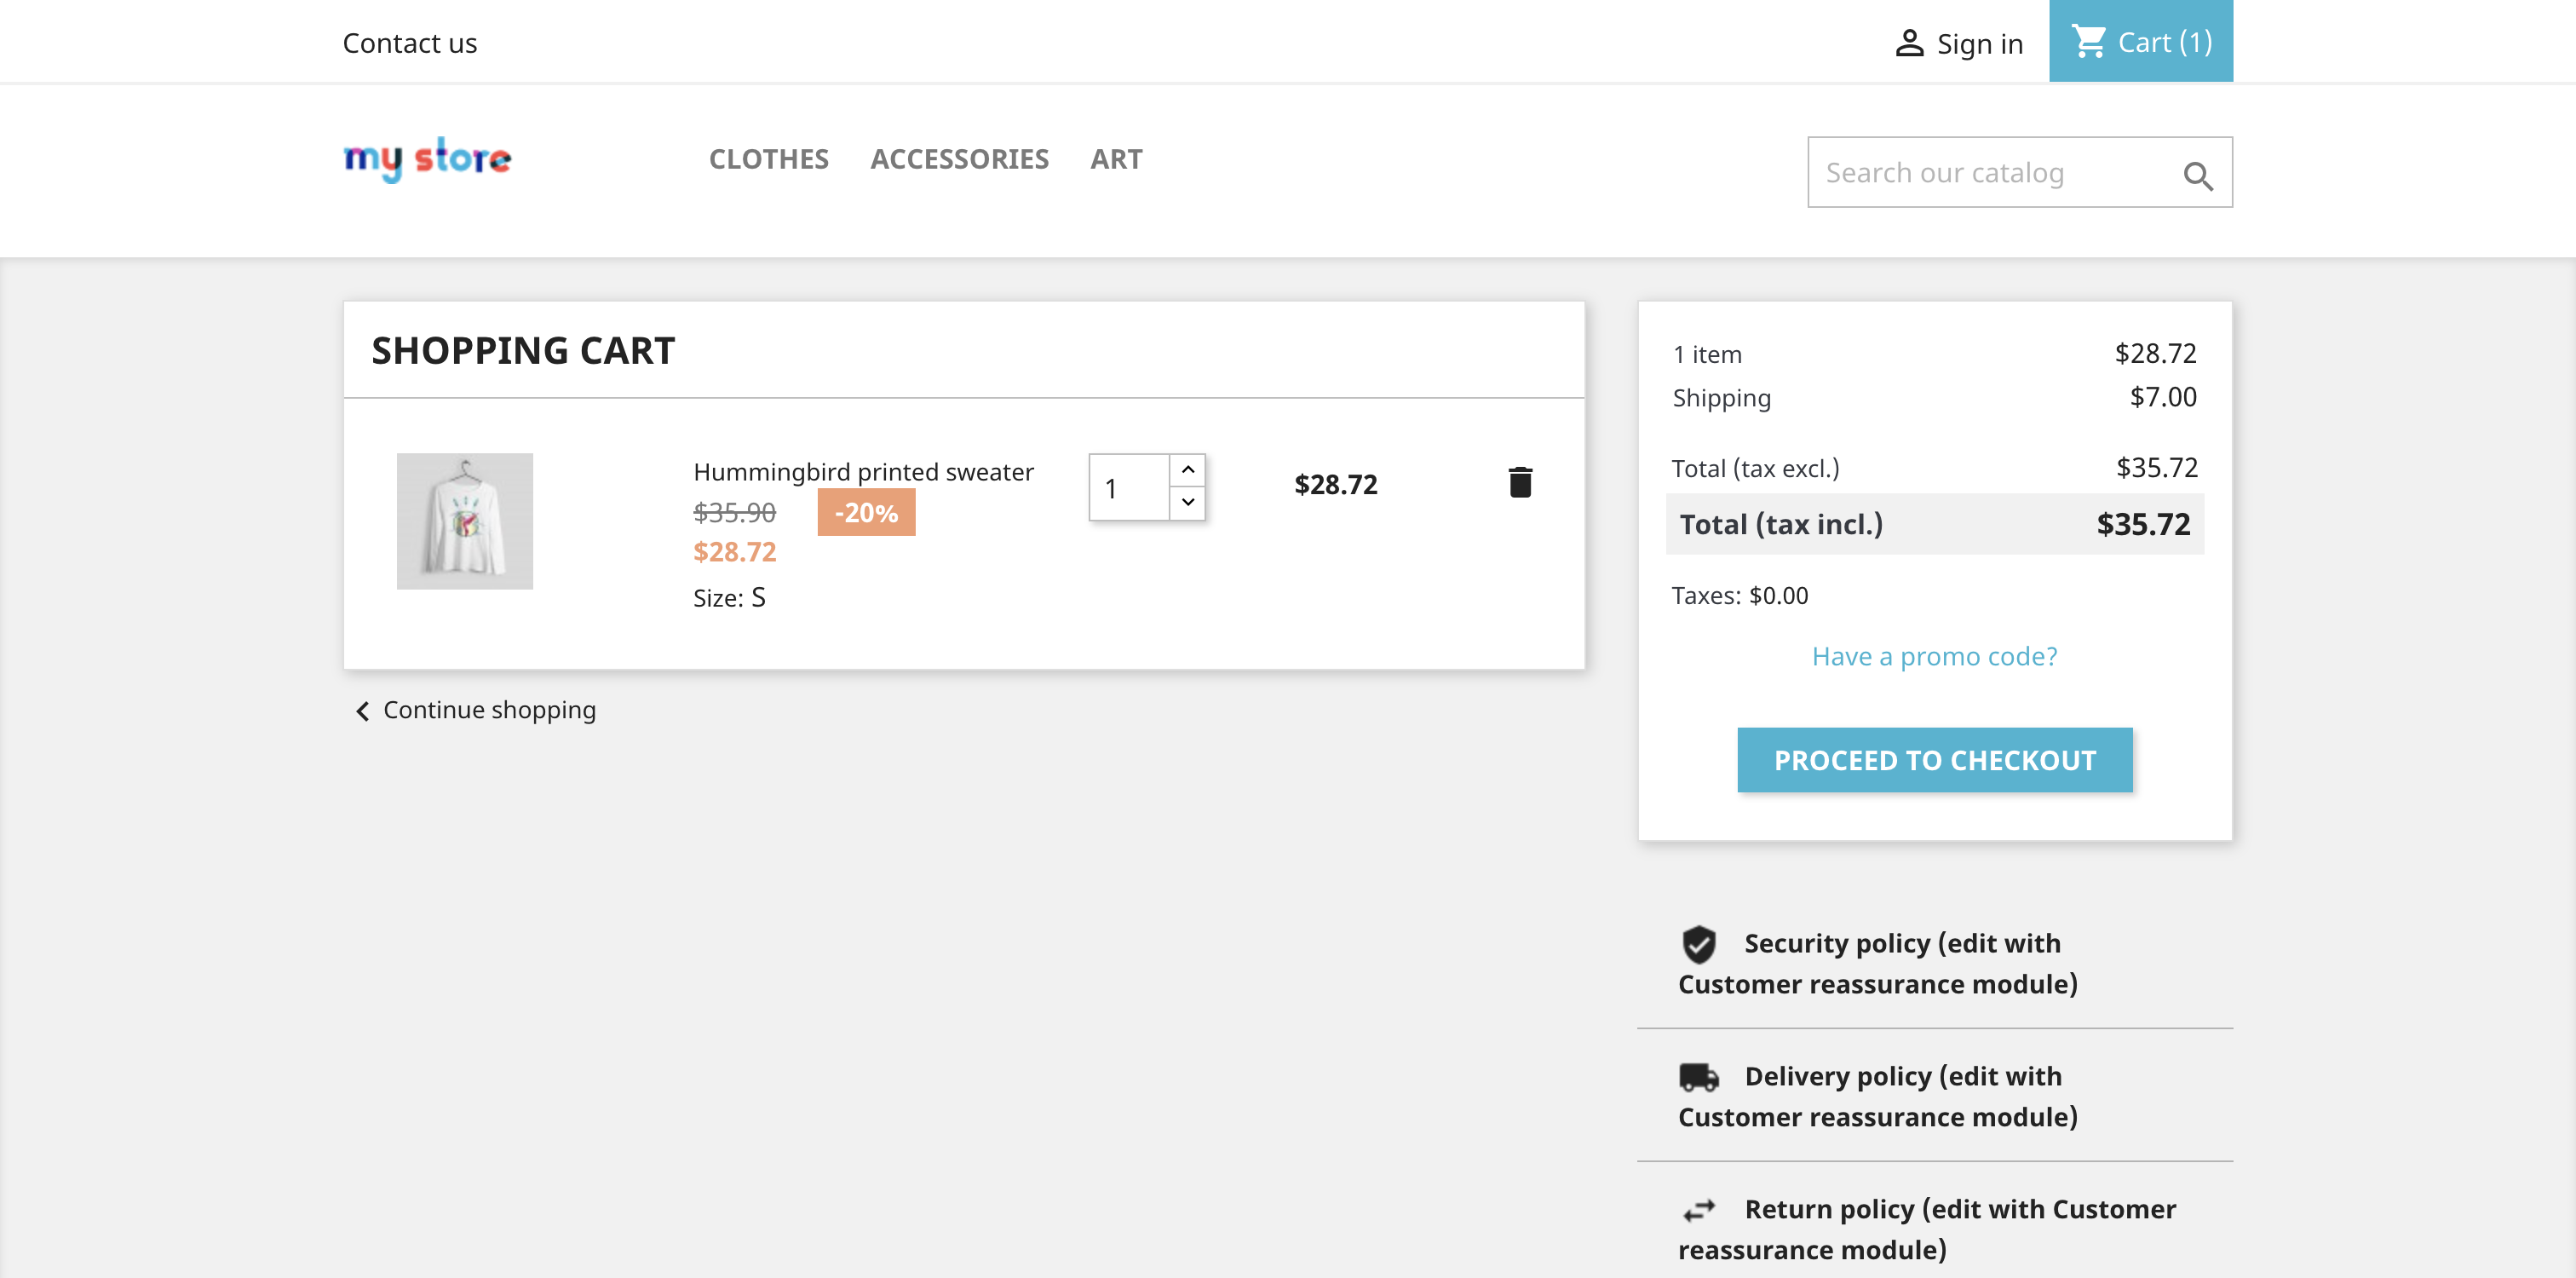 Contact us
Sign in
Cart (1)
my store
CLOTHES
ACCESSORIES
ART
Search our catalog
SHOPPING CART
Hummingbird printed sweater
$35.90
-20%
$28.72
Size: S
1
$28.72
Continue shopping
1 item $28.72
Shipping $7.00
Total (tax excl.) $35.72
Total (tax incl.) $35.72
Taxes: $0.00
Have a promo code?
PROCEED TO CHECKOUT
Security policy (edit with
Customer reassurance module)
Delivery policy (edit with
Customer reassurance module)
Return policy (edit with Customer
reassurance module)